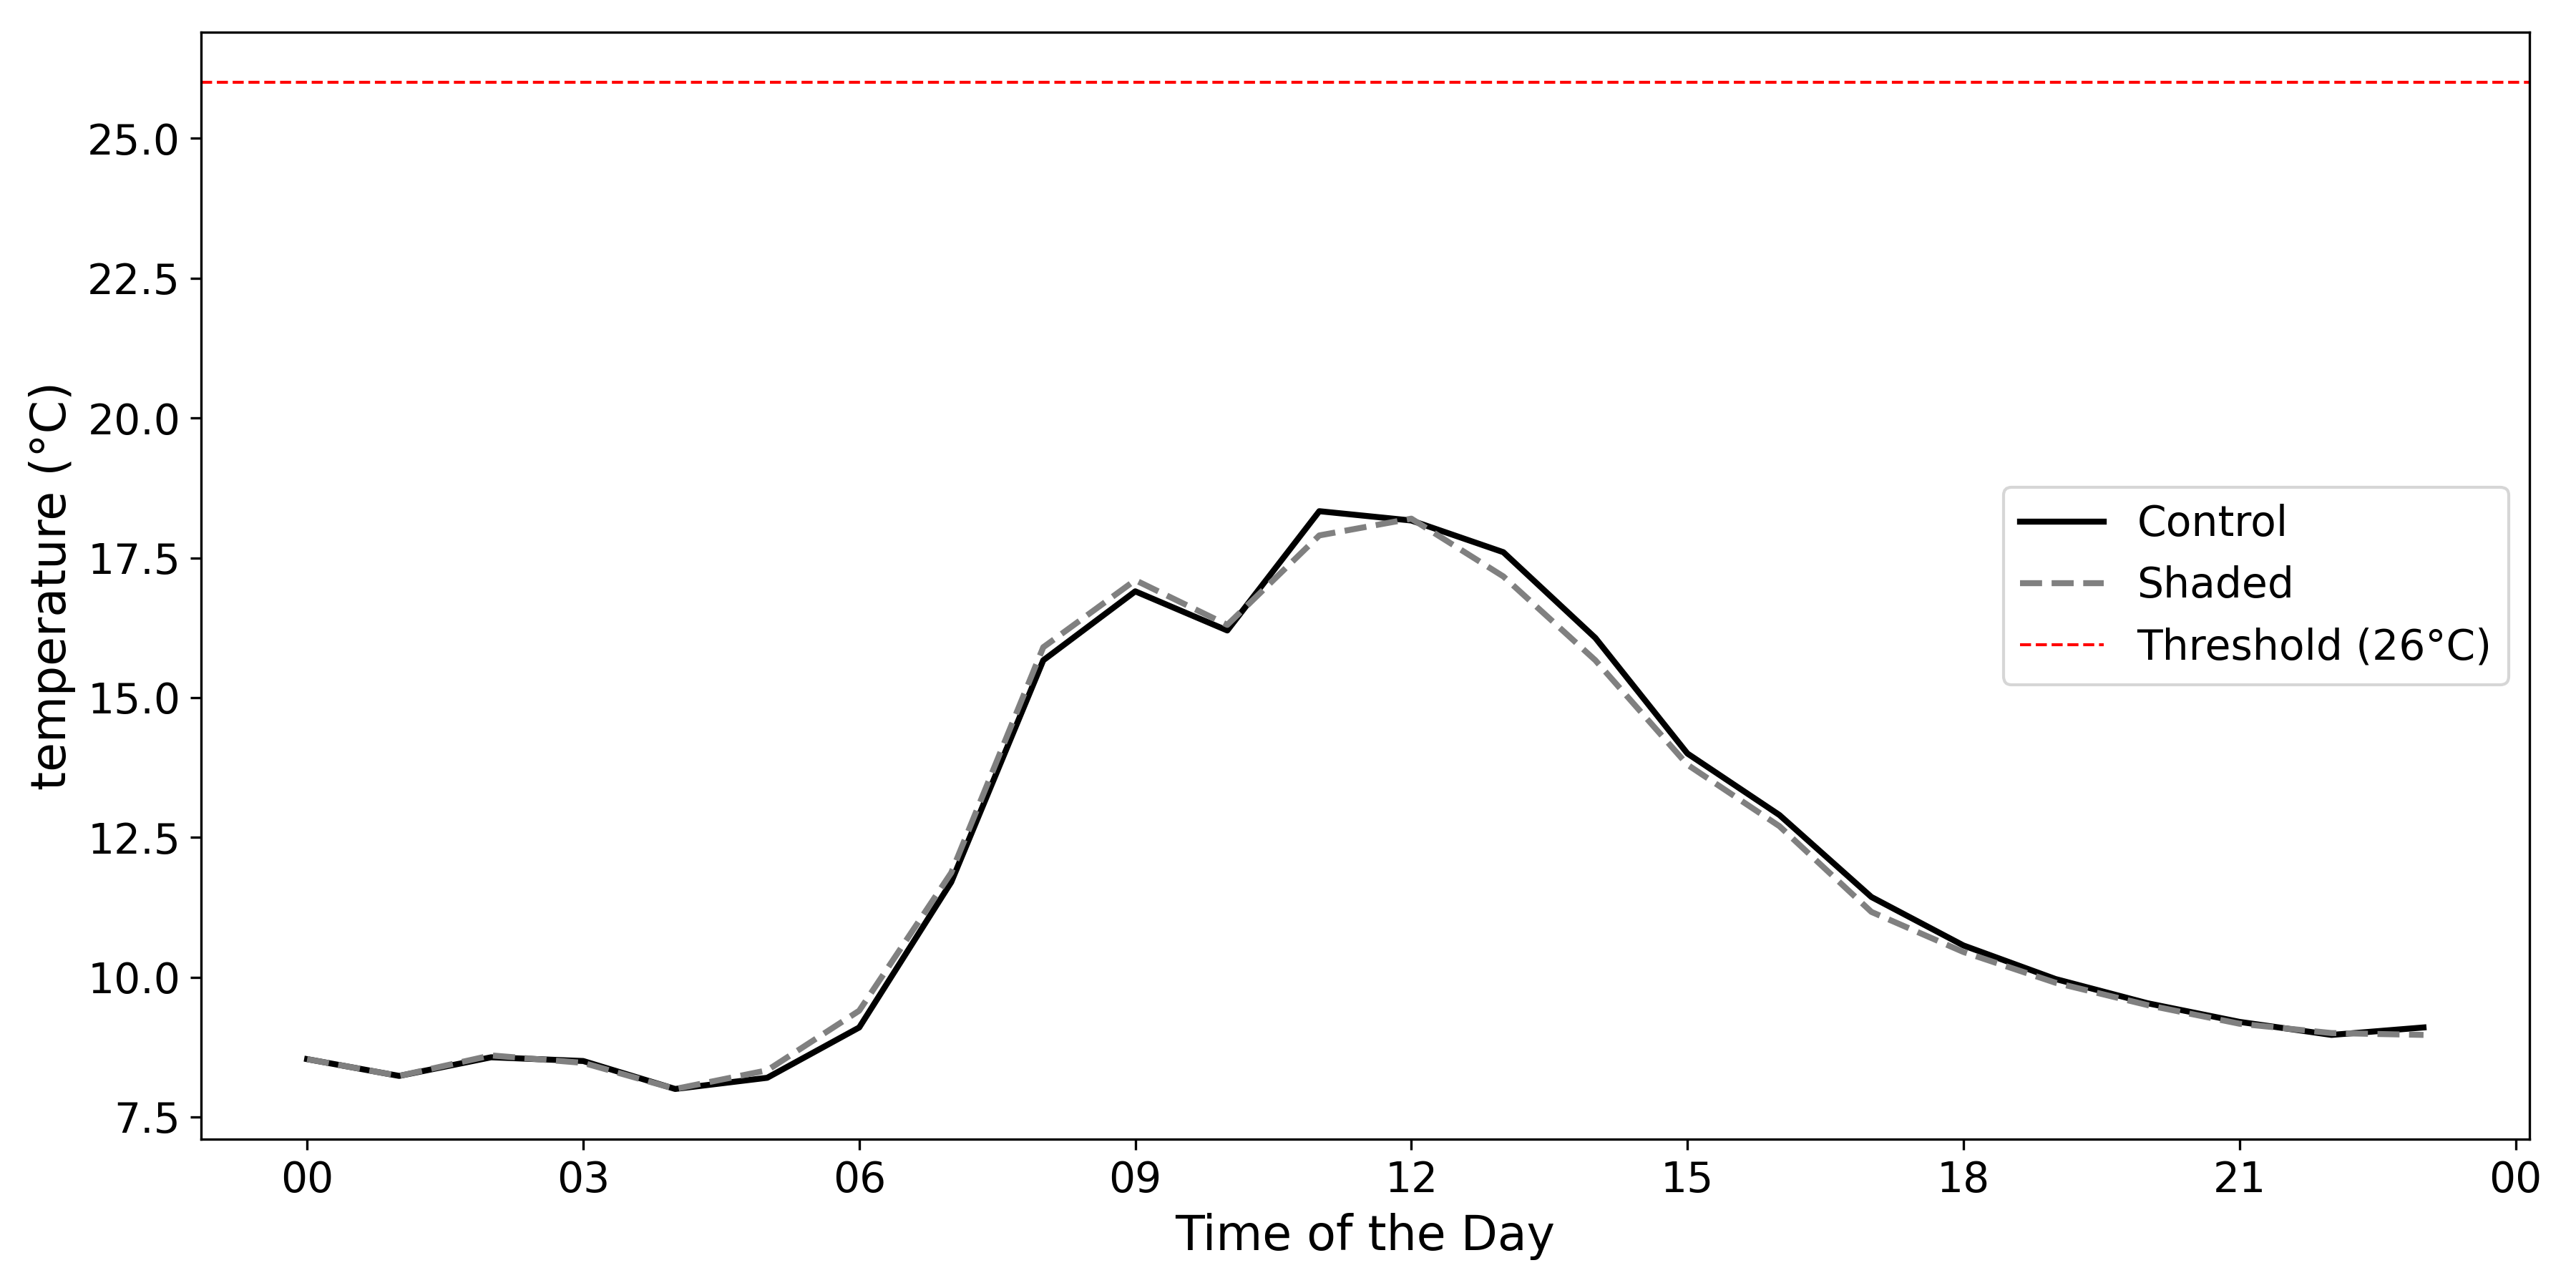 25.0
22.5
20.0
17.5
15.0
12.5
10.0
7.5
temperature (°C)
Control
Shaded
Threshold (26°C)
00 03 06 09 12 15 18 21 00
Time of the Day